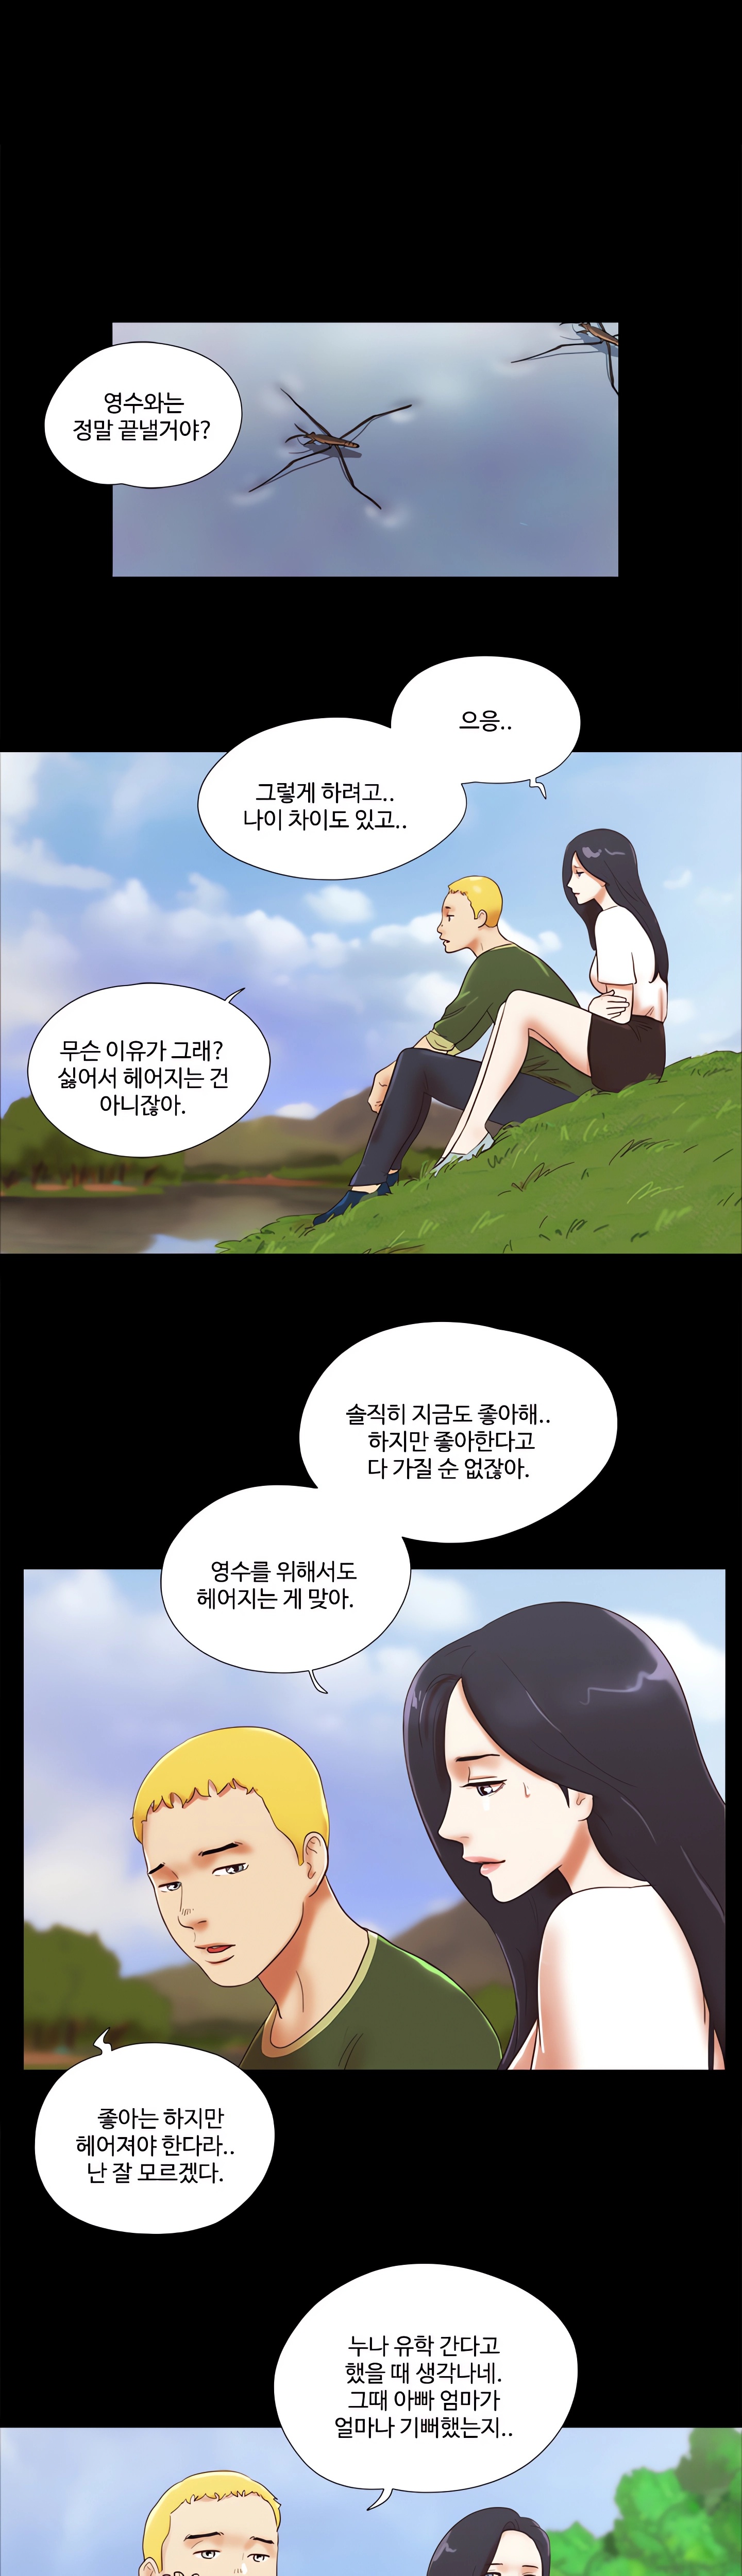 영수와는
정말 끝낼거야?
으응..
그렇게 하려고..
나이 차이도 있고..
무슨 이유가 그래?
싫어서 헤어지는 건
아니잖아.
솔직히 지금도 좋아해..
하지만 좋아한다고
다 가질 순 없잖아.
영수를 위해서도
헤어지는 게 맞아.
좋아는 하지만
헤어져야 한다라..
난 잘 모르겠다.
누나 유학 간다고
했을 때 생각나네.
그때 아빠 엄마가
얼마나 기뻐했는지..